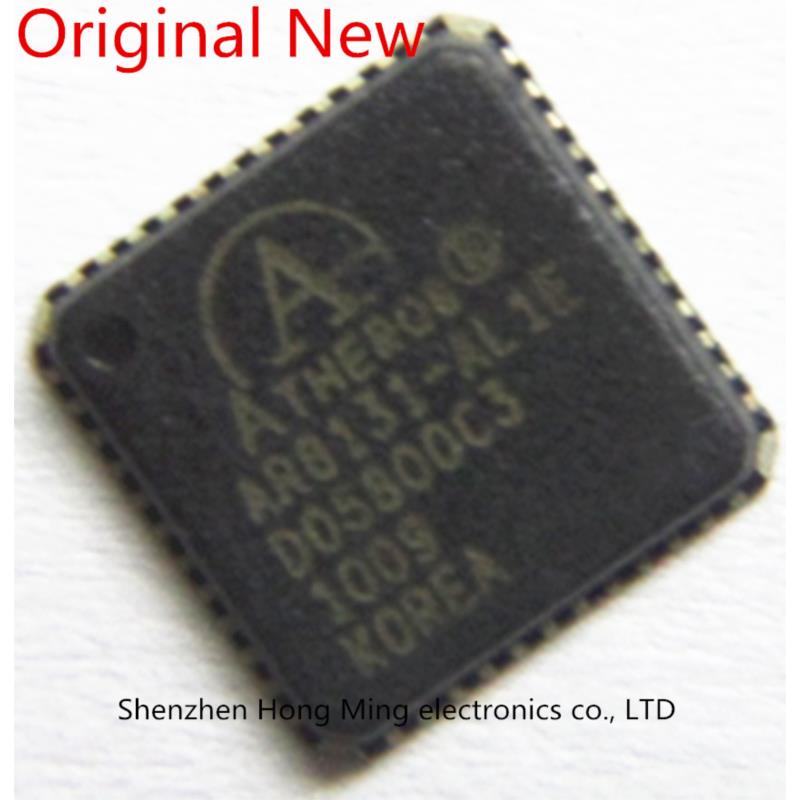 Original New
A
ATHEROS®
AR8131-AL1E
D05800C3
1009
KOREA
Shenzhen Hong Ming electronics co., LTD